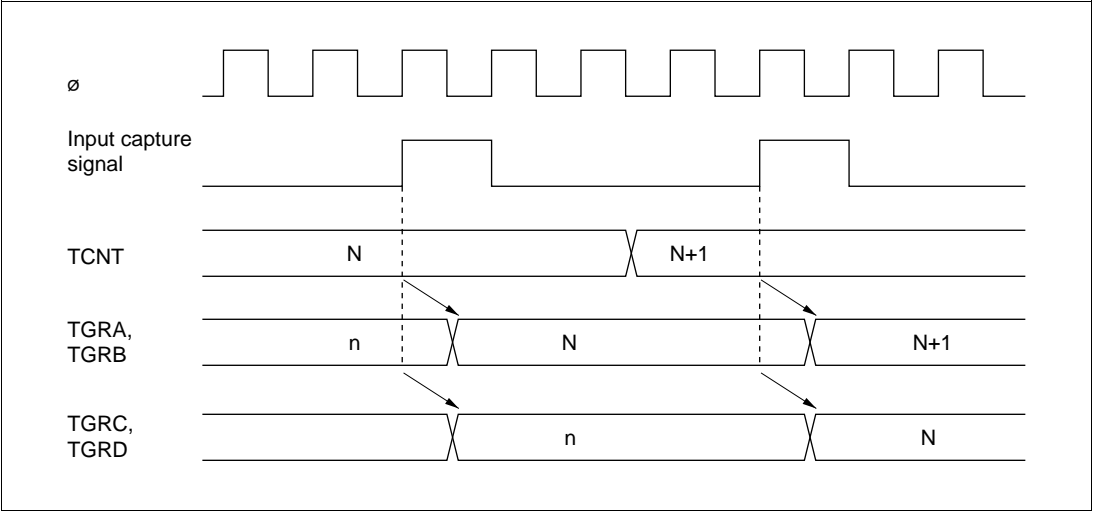 ø
Input capture
signal
TCNT
N
N+1
TGRA,
TGRB
n
N
N+1
TGRC,
TGRD
n
N